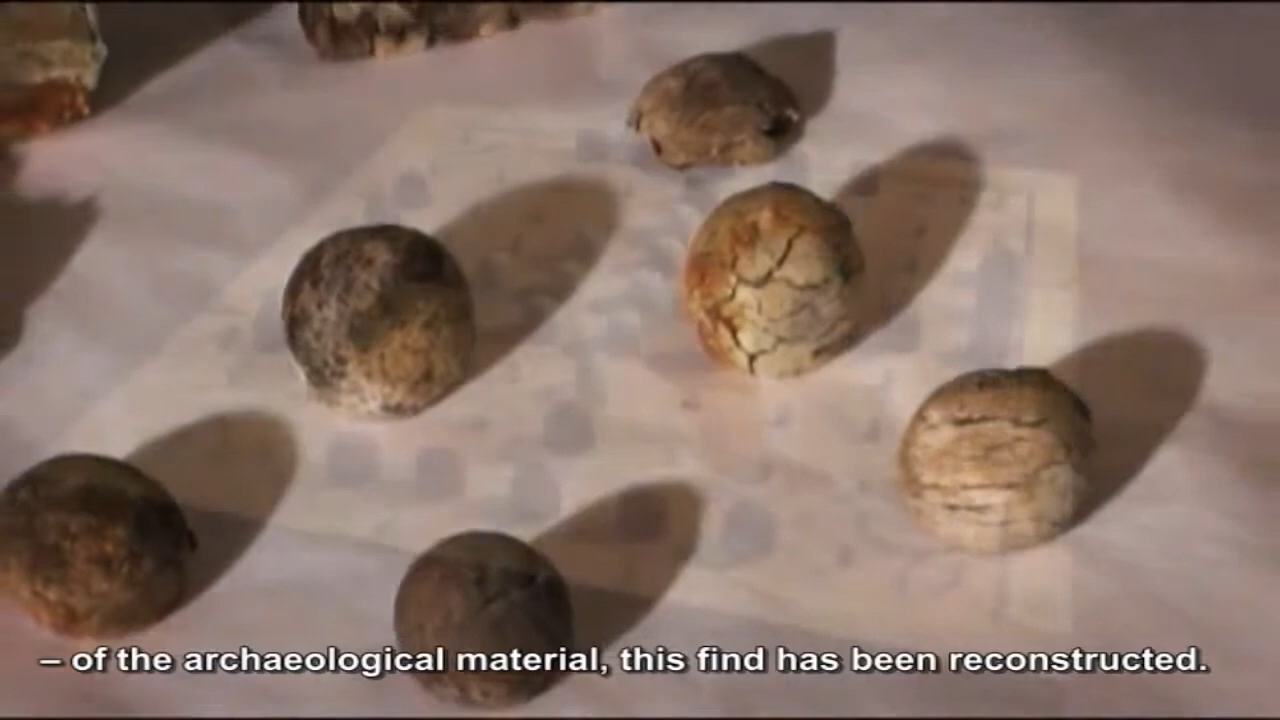 – of the archaeological material, this find has been reconstructed.